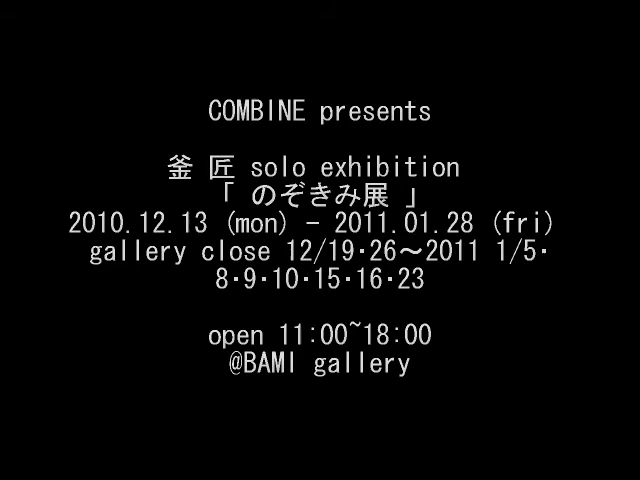 COMBINE presents
釜 匠 solo exhibition
「 のぞきみ展 」
2010.12.13 (mon) - 2011.01.28 (fri)
gallery close 12/19･26～2011 1/5･
8･9･10･15･16･23
open 11:00~18:00
@BAMI gallery